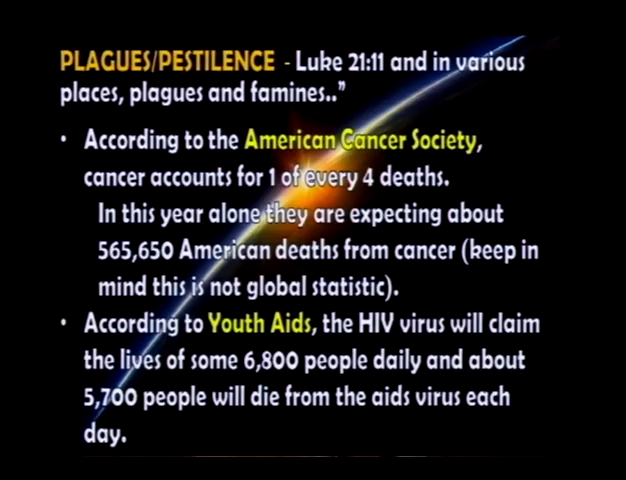 PLAGUES/PESTILENCE - Luke 21:11 and in various
places, plagues and famines.."
• According to the American Cancer Society,
cancer accounts for 1 of every 4 deaths.
In this year alone they are expecting about
565,650 American deaths from cancer (keep in
mind this is not global statistic).
• According to Youth Aids, the HIV virus will claim
the lives of some 6,800 people daily and about
5,700 people will die from the aids virus each
day.